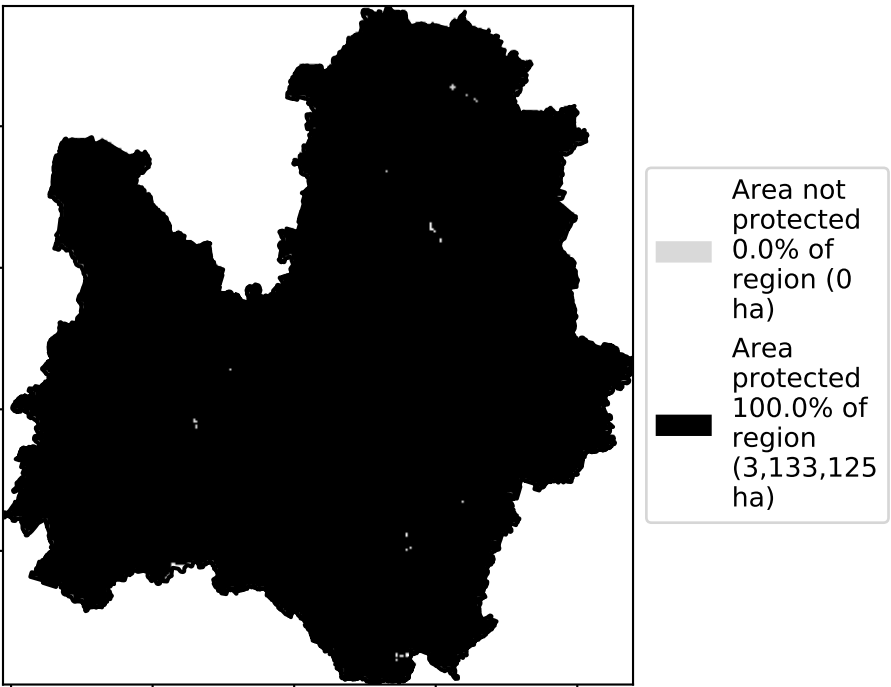 Area not
protected
0.0% of
region (0
ha)
Area
protected
100.0% of
region
(3,133,125
ha)